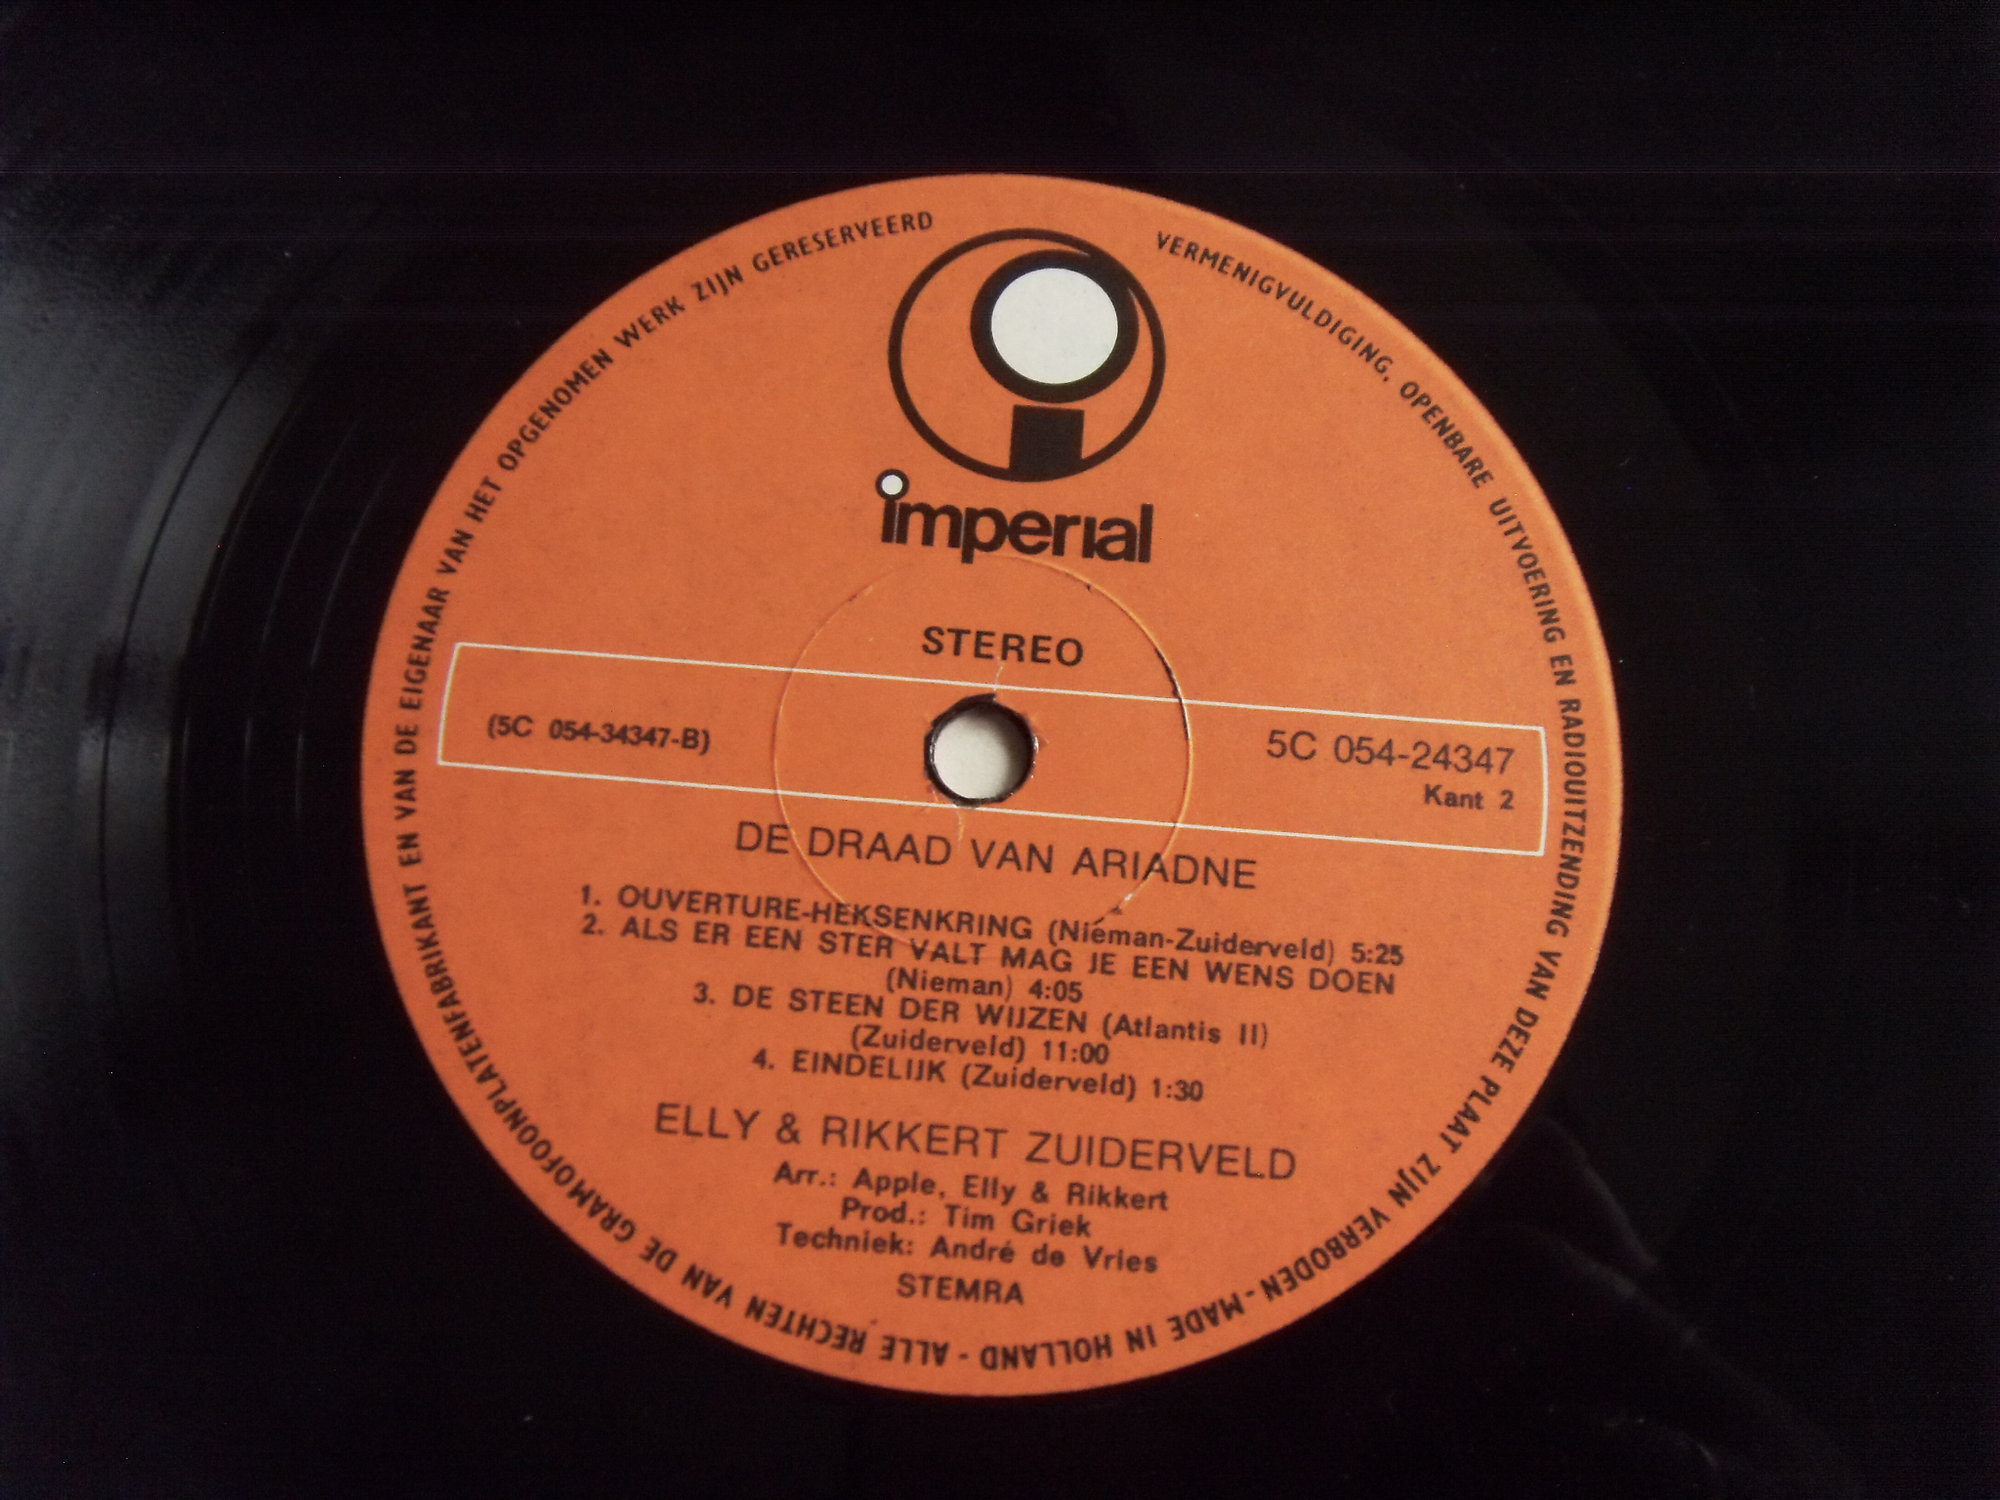 imperial
STEREO
(5C 054-34347-B)
5C 054-24347
Kant 2
DE DRAAD VAN ARIADNE
1. OUVERTURE-HEKSENKRING (Nieman-Zuiderveld) 5:25
2. ALS ER EEN STER VALT MAG JE EEN WENS DOEN
(Nieman) 4:05
3. DE STEEN DER WIJZEN (Atlantis II)
(Zuiderveld) 11:00
4. EINDELIJK (Zuiderveld) 1:30
ELLY & RIKKERT ZUIDERVELD
Arr.: Apple, Elly & Rikkert
Prod.: Tim Griek
Techniek: André de Vries
STEMRA
VERMENIGVULDIGING, OPENBARE UITVOERING EN RADIOUITZENDING VAN DEZE PLAAT ZIJN VERBODEN - MADE IN HOLLAND - ALLE RECHTEN VAN DE GRAMOFOONPLATENFABRIKANT EN VAN DE EIGENAAR VAN HET OPGENOMEN WERK ZIJN GERESERVEERD